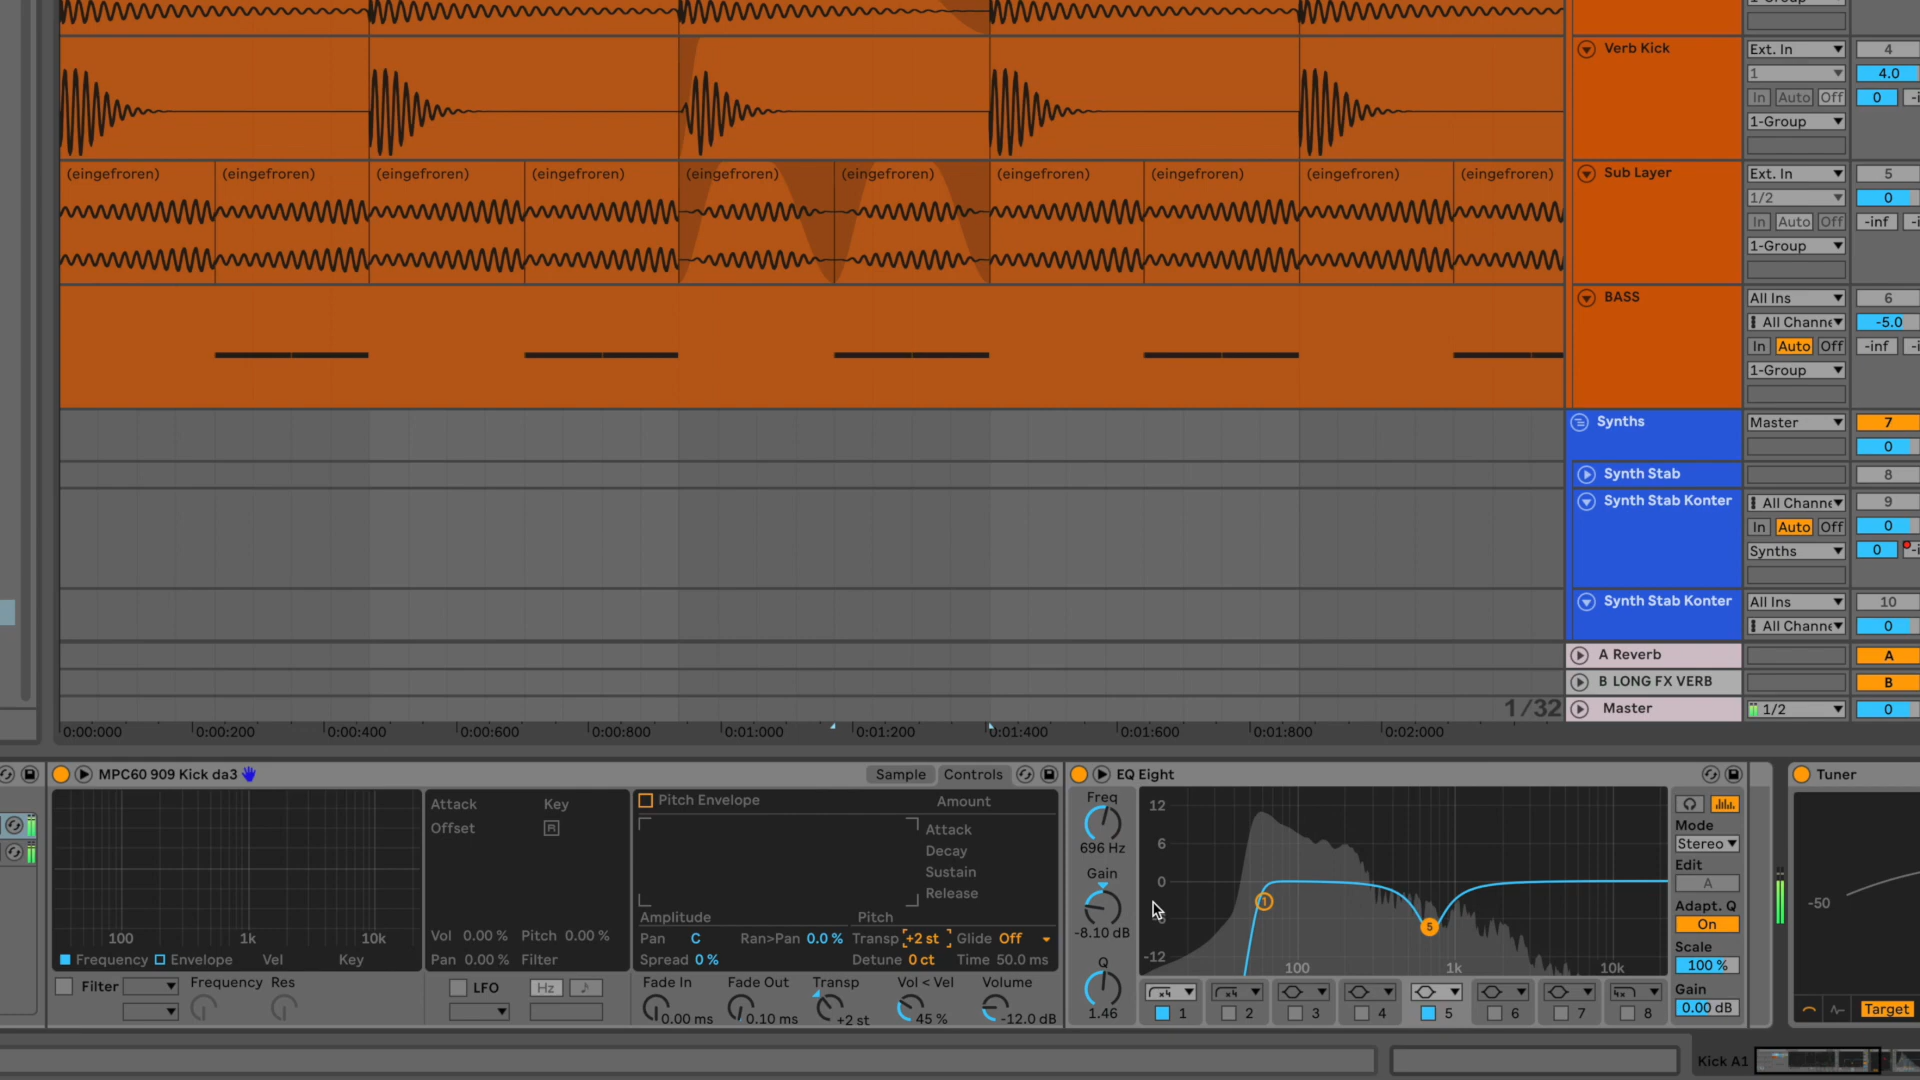 1-Group
Verb Kick
Ext. In
4
1
4.0
In Auto Off
0
1-Group
(eingefroren) (eingefroren) (eingefroren) (eingefroren) (eingefroren) (eingefroren) (eingefroren) (eingefroren) (eingefroren) (eingefroren)
Sub Layer
Ext. In
5
1/2
0
In Auto Off
-inf
1-Group
BASS
All Ins
6
All Channe
-5.0
In Auto Off
-inf
1-Group
Synths
Master
7
0
Synth Stab
8
Synth Stab Konter
All Channe
9
In Auto Off
0
Synths
0
Synth Stab Konter
All Ins
10
All Channe
0
A Reverb
A
B LONG FX VERB
B
1/32
Master
1/2
0
0:00:000 0:00:200 0:00:400 0:00:600 0:00:800 0:01:000 0:01:200 0:01:400 0:01:600 0:01:800 0:02:000
MPC60 909 Kick da3
Sample Controls
100 1k 10k
Frequency Envelope Vel Key
Filter Frequency Res
Attack Key
Offset R
Vol 0.00 % Pitch 0.00 %
Pan 0.00 % Filter
LFO Hz
Pitch Envelope Amount
Attack
Decay
Sustain
Release
Amplitude Pitch
Pan C Ran>Pan 0.0 % Transp +2 st Glide Off
Spread 0 % Detune 0 ct Time 50.0 ms
Fade In Fade Out Transp Vol < Vel Volume
0.00 ms 0.10 ms +2 st 45 % -12.0 dB
EQ Eight
Freq
696 Hz
Gain
-8.10 dB
Q
1.46
12
6
0
-12
1
5
100 1k 10k
1 2 3 4 5 6 7 8
Mode
Stereo
Edit
A
Adapt. Q
On
Scale
100 %
Gain
0.00 dB
Tuner
-50
Target
Kick A1